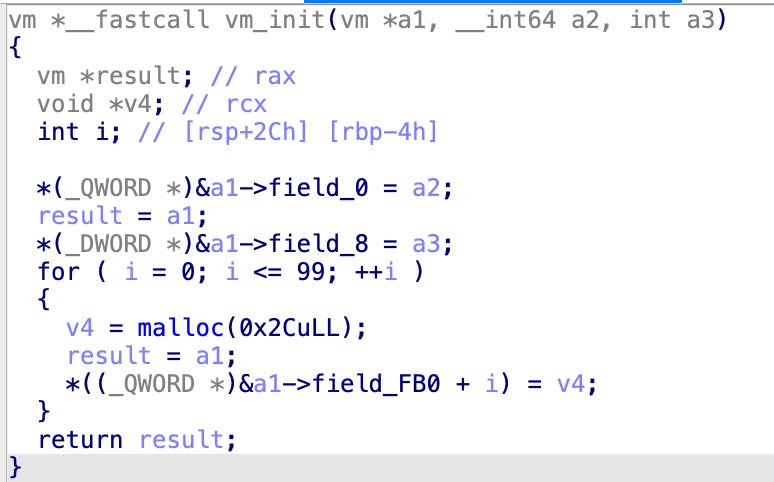 vm *__fastcall vm_init(vm *a1, __int64 a2, int a3)
{
  vm *result; // rax
  void *v4; // rcx
  int i; // [rsp+2Ch] [rbp-4h]

  *(_QWORD *)&a1->field_0 = a2;
  result = a1;
  *(_DWORD *)&a1->field_8 = a3;
  for ( i = 0; i <= 99; ++i )
  {
    v4 = malloc(0x2CuLL);
    result = a1;
    *((_QWORD *)&a1->field_FB0 + i) = v4;
  }
  return result;
}